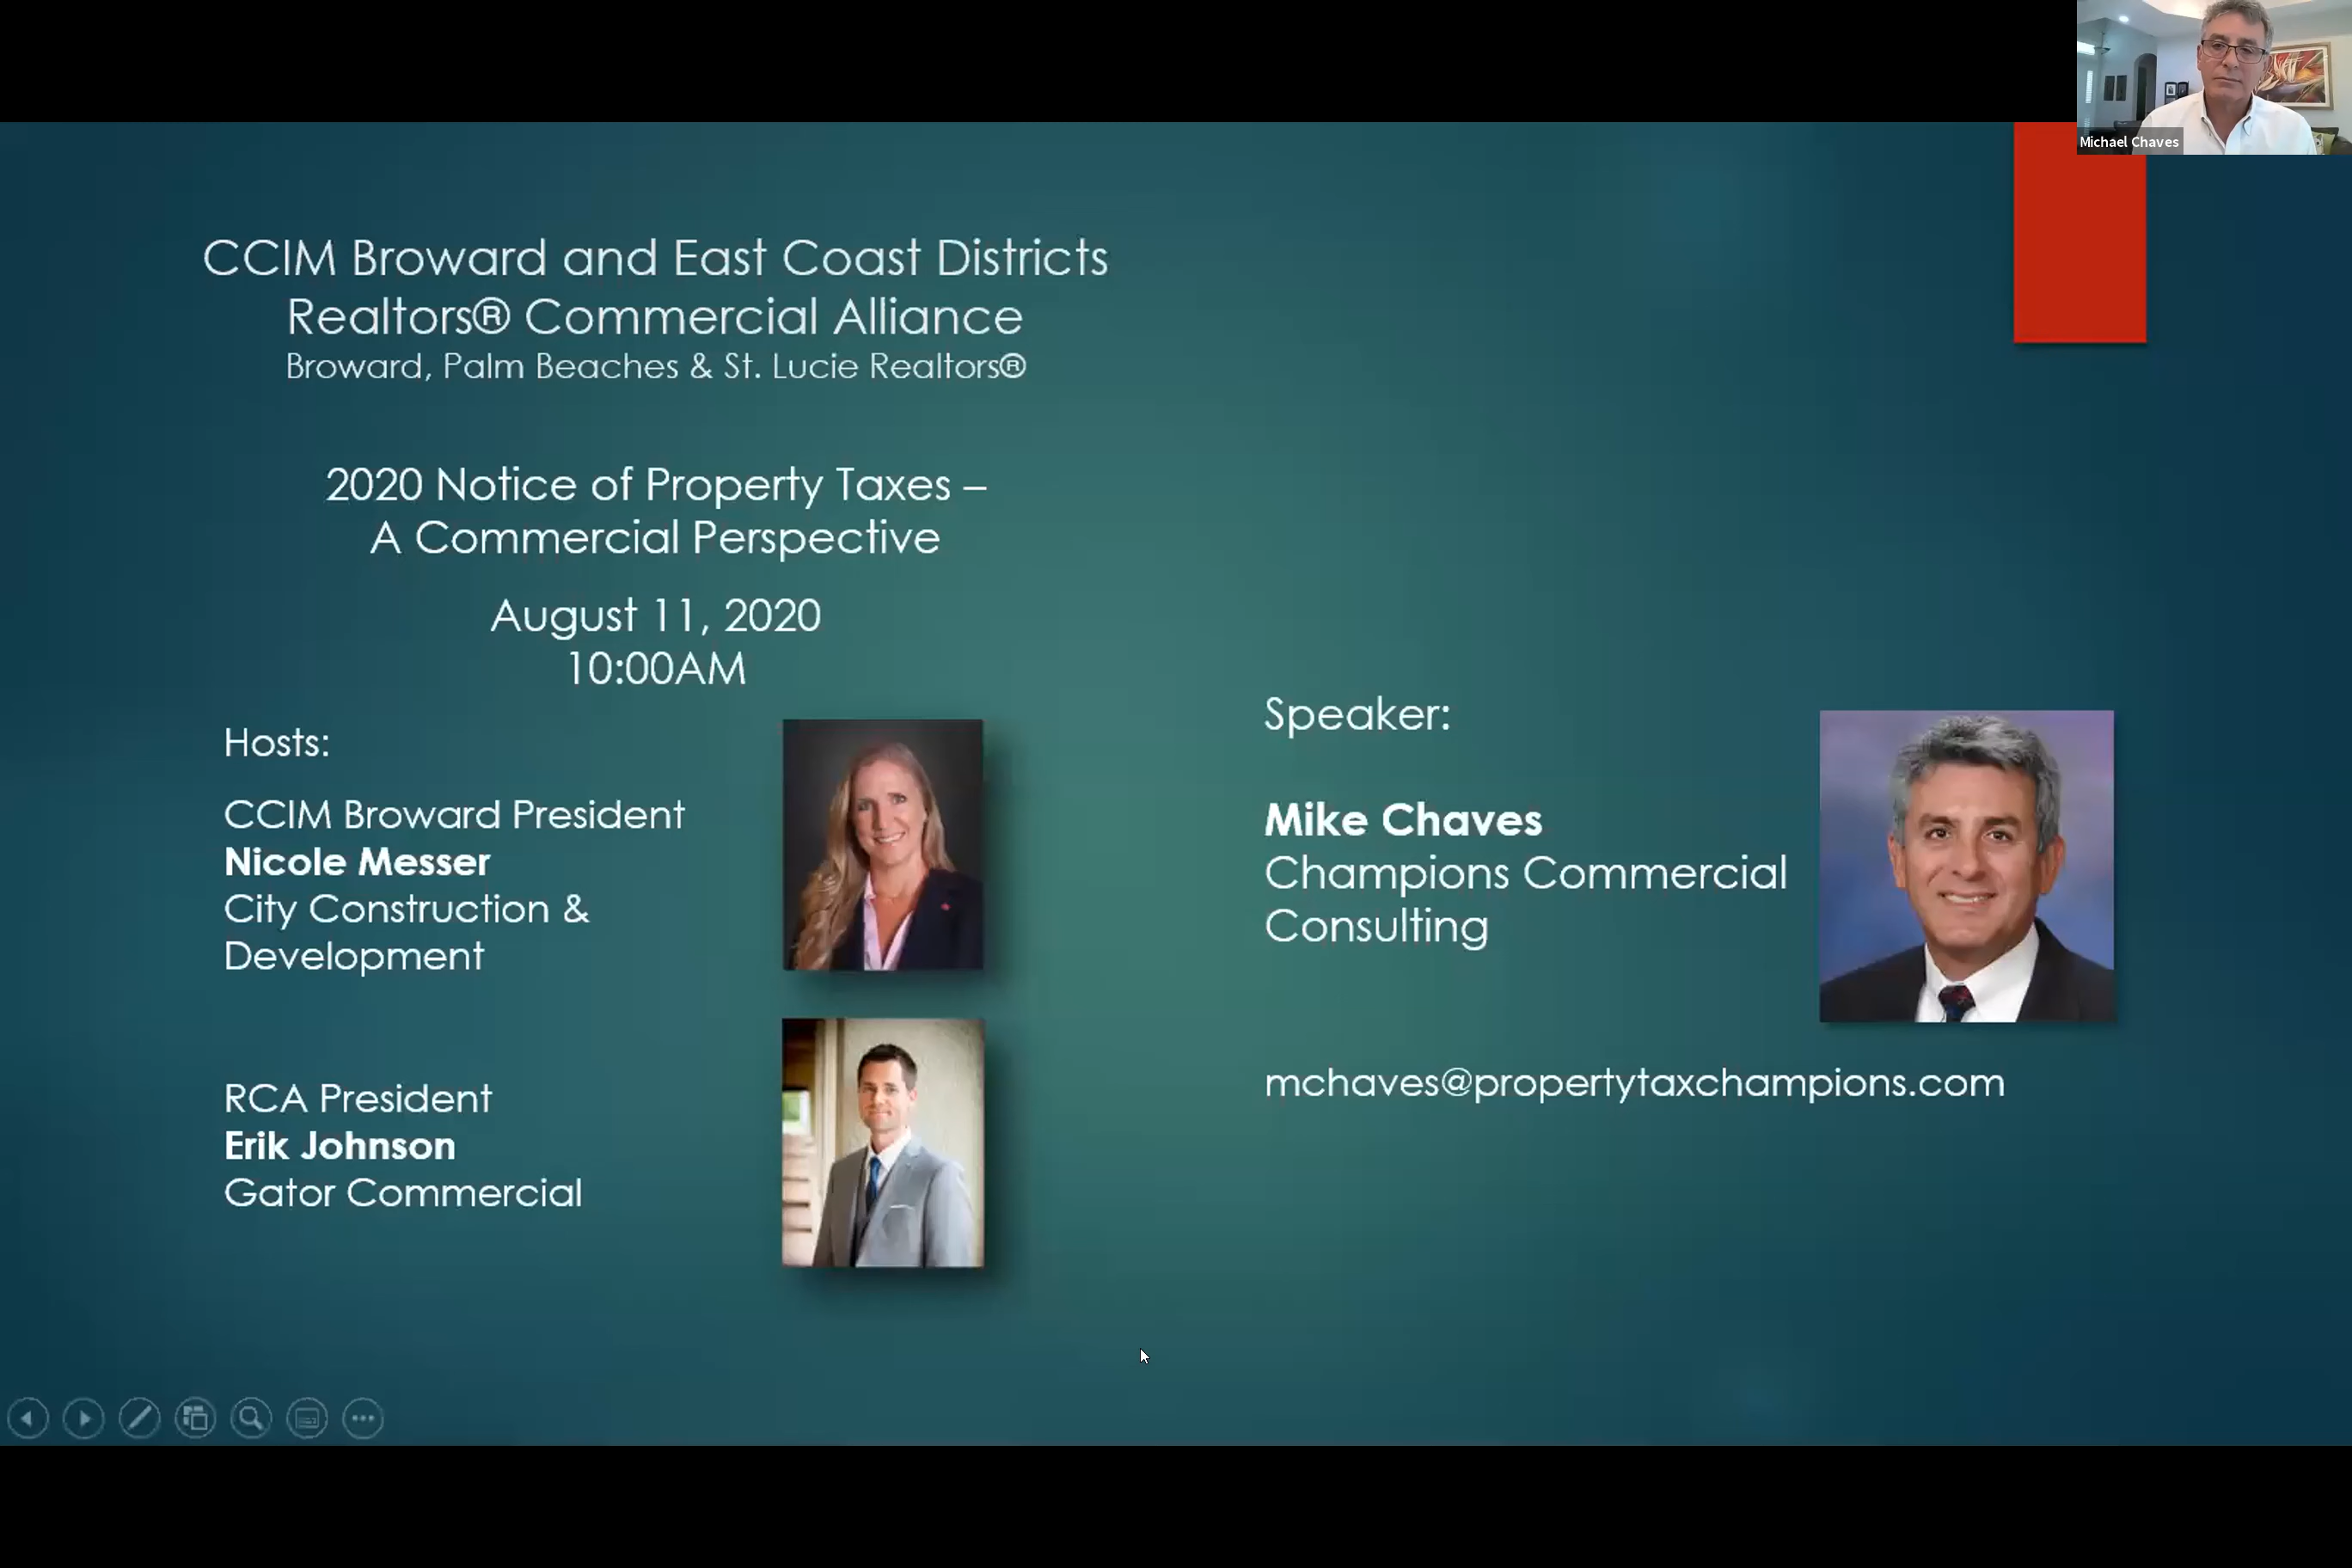 Michael Chaves
CCIM Broward and East Coast Districts
Realtors® Commercial Alliance
Broward, Palm Beaches & St. Lucie Realtors®
2020 Notice of Property Taxes –
A Commercial Perspective
August 11, 2020
10:00AM
Hosts:
CCIM Broward President
Nicole Messer
City Construction &
Development
RCA President
Erik Johnson
Gator Commercial
Speaker:
Mike Chaves
Champions Commercial
Consulting
mchaves@propertytaxchampions.com